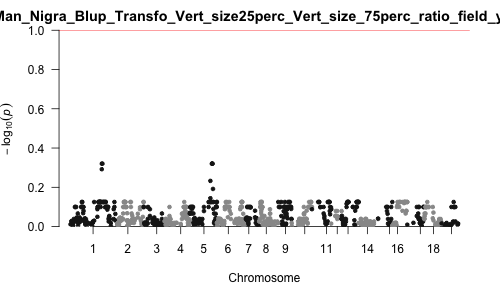 Man_Nigra_Blup_Transfo_Vert_size25perc_Vert_size_75perc_ratio_field_y
1.0
0.8
0.6
0.4
0.2
0.0
− log10(p)
1 2 3 4 5 6 7 8 9 11 14 16 18
Chromosome